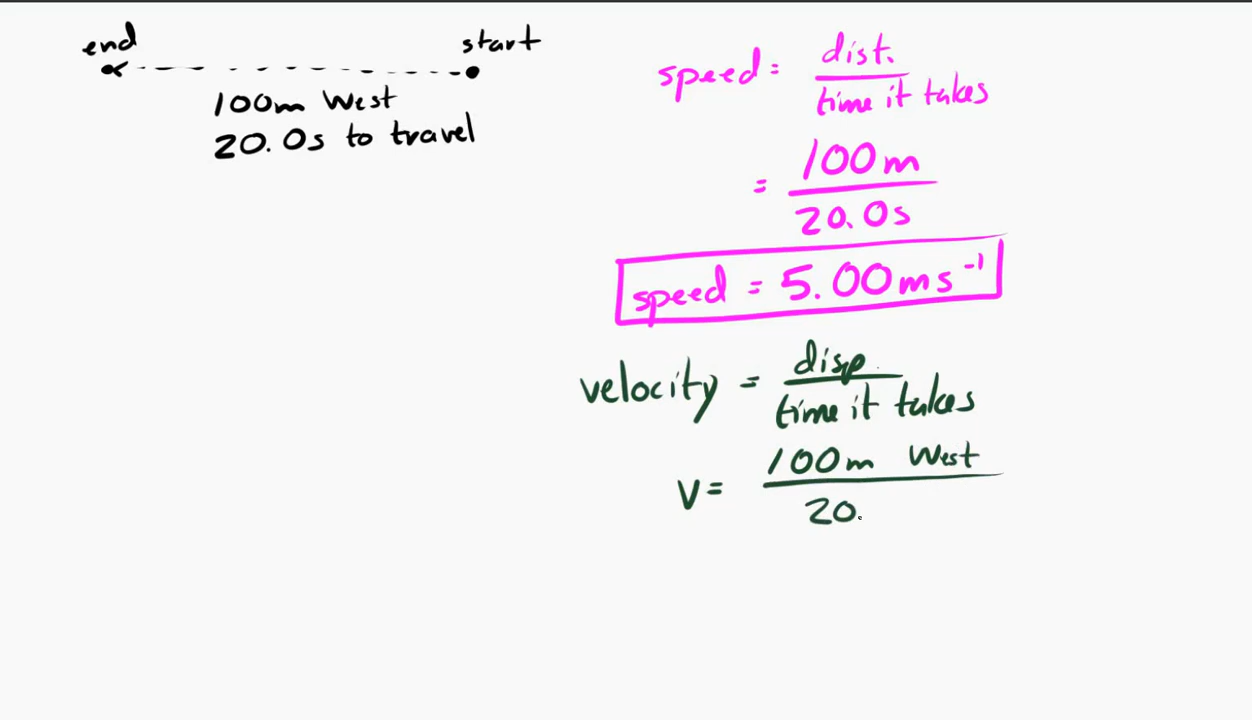 end start
100m West
20.0s to travel
speed = dist.
time it takes
= 100m
20.0s
speed = 5.00ms⁻¹
velocity = disp.
time it takes
v = 100m West
20.